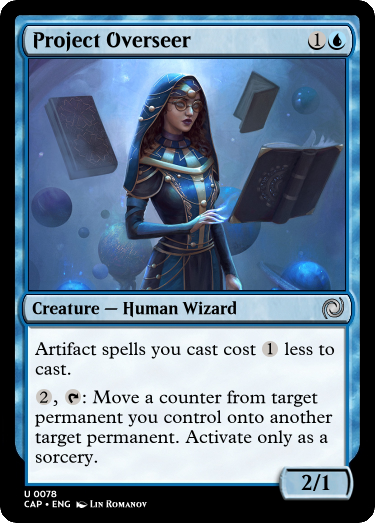 Project Overseer 1
Creature — Human Wizard
Artifact spells you cast cost 1 less to
cast.
2, : Move a counter from target
permanent you control onto another
target permanent. Activate only as a
sorcery.
2/1
U 0078
CAP • ENG Lin Romanov